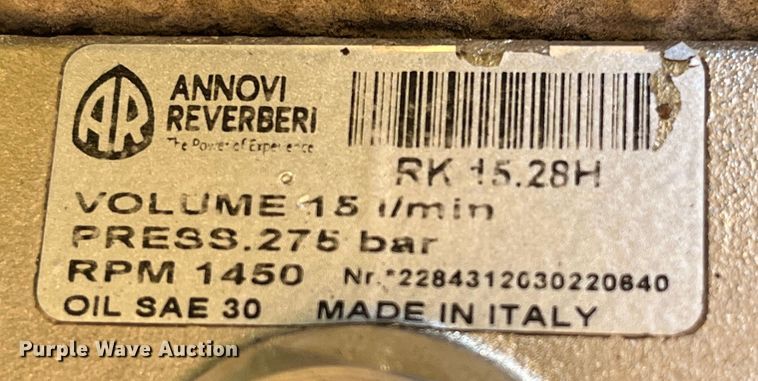 AR
ANNOVI
REVERBERI
The Power of Experience
RK 15.28H
VOLUME 15 l/min
PRESS.275 bar
RPM 1450 Nr.*2284312030220640
OIL SAE 30 MADE IN ITALY
Purple Wave Auction